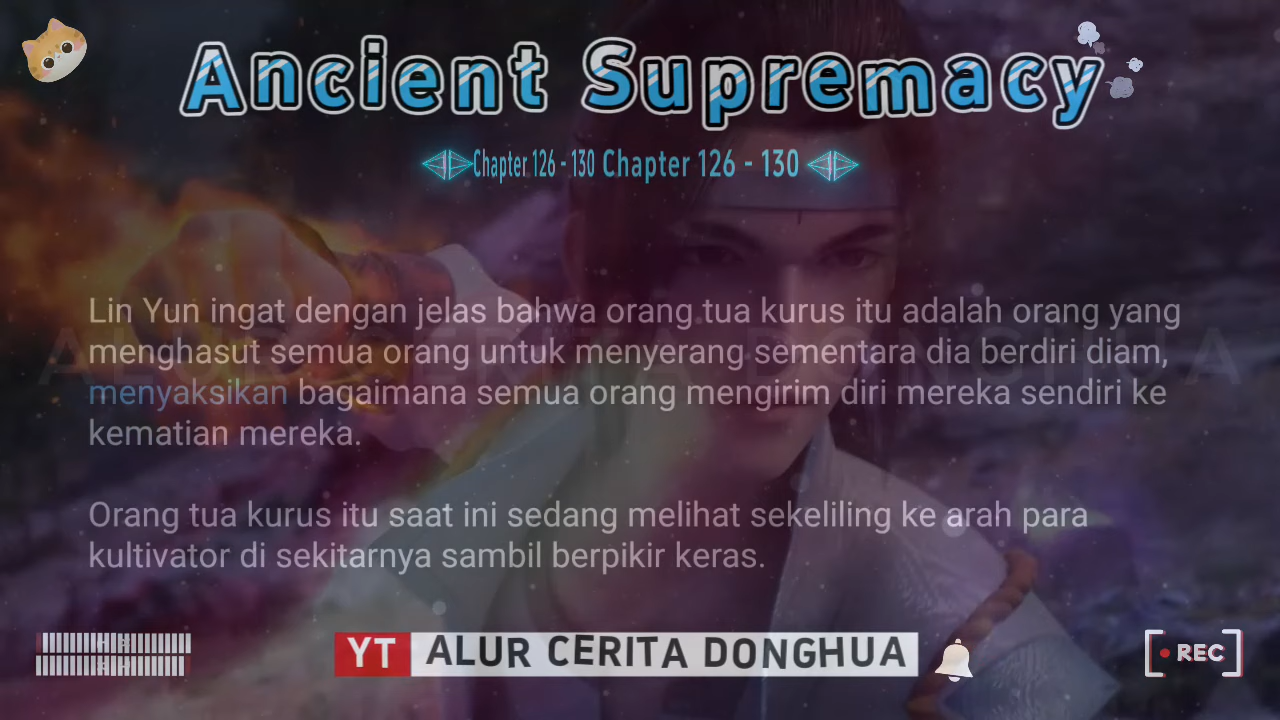 Ancient Supremacy
Chapter 126 - 130 Chapter 126 - 130
Lin Yun ingat dengan jelas bahwa orang tua kurus itu adalah orang yang
menghasut semua orang untuk menyerang sementara dia berdiri diam,
menyaksikan bagaimana semua orang mengirim diri mereka sendiri ke
kematian mereka.
Orang tua kurus itu saat ini sedang melihat sekeliling ke arah para
kultivator di sekitarnya sambil berpikir keras.
YT ALUR CERITA DONGHUA
REC